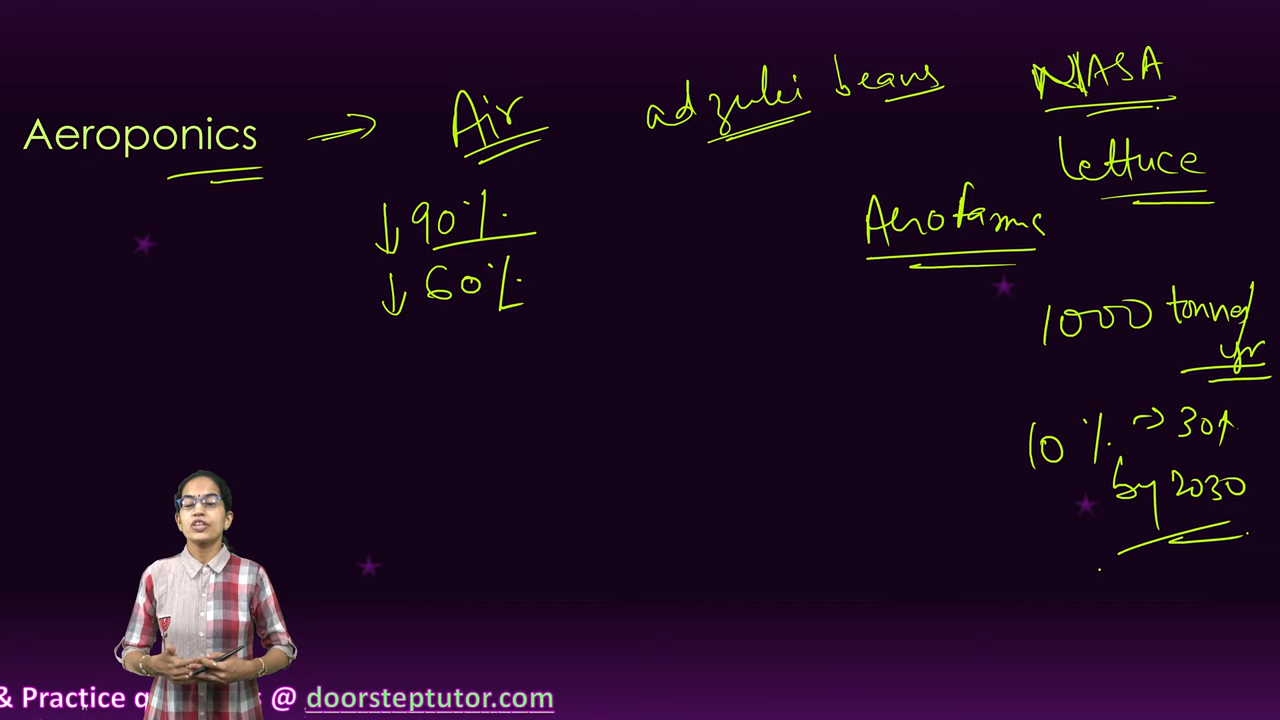 Aeroponics → Air
↓ 90%
↓ 60%
adzuki beans
NASA
lettuce
Aerofarms
1000 tonnes/
yr
10% → 30%
by 2030
& Practice @ doorsteptutor.com